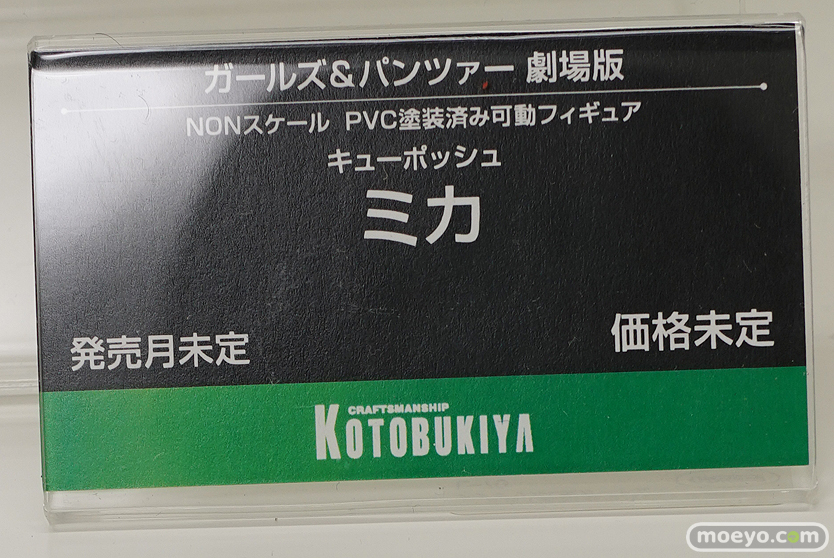 ガールズ&パンツァー 劇場版
NONスケール PVC塗装済み可動フィギュア
キューポッシュ
ミカ
発売月未定
価格未定
CRAFTSMANSHIP
KOTOBUKIYA
moeyo.com